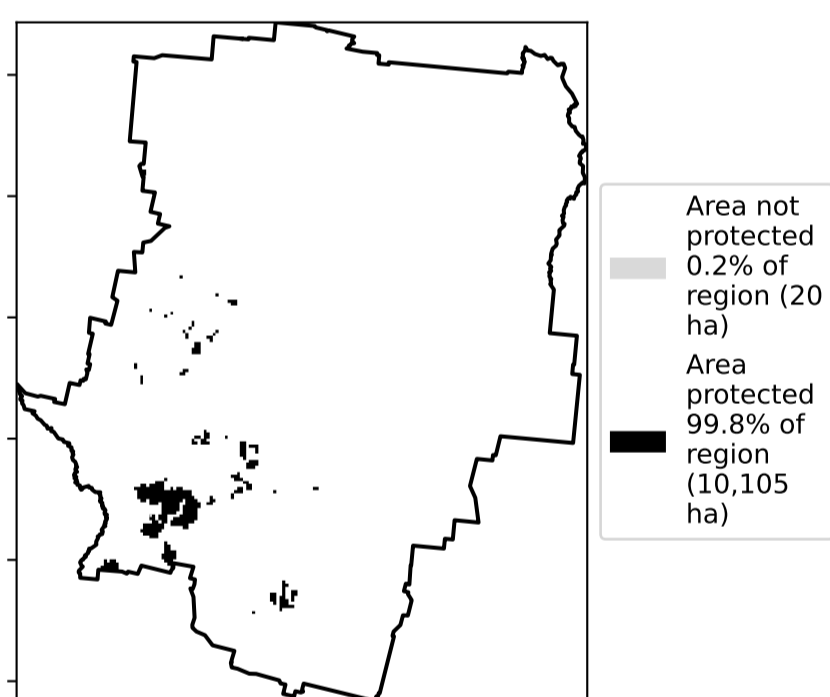 Area not
protected
0.2% of
region (20
ha)
Area
protected
99.8% of
region
(10,105
ha)